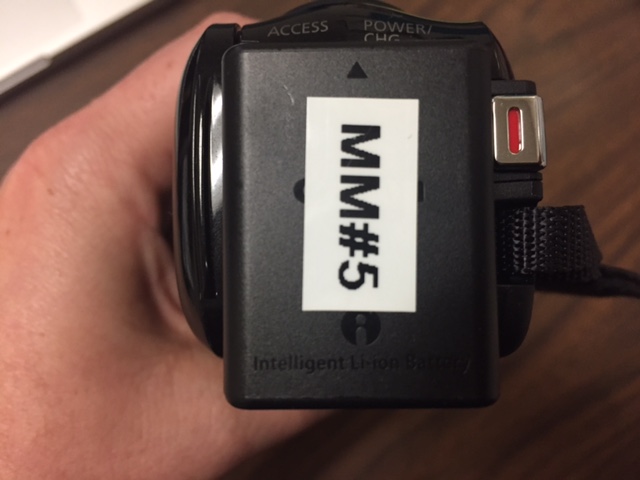 ACCESS
POWER/
CHG
MM#5
i
Intelligent Li-ion Battery